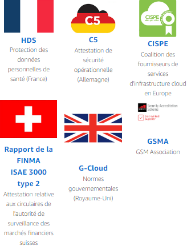 HDS
Protection des
données
personnelles de
santé (France)
C5
C5
Attestation de
sécurité
opérationnelle
(Allemagne)
CISPE
Coalition des
fournisseurs de
services
d'infrastructure cloud
en Europe
Rapport de la
FINMA
ISAE 3000
type 2
Attestation relative
aux circulaires de
l'autorité de
surveillance des
marchés financiers
suisses
G-Cloud
Normes
gouvernementales
(Royaume-Uni)
GSMA
GSM Association